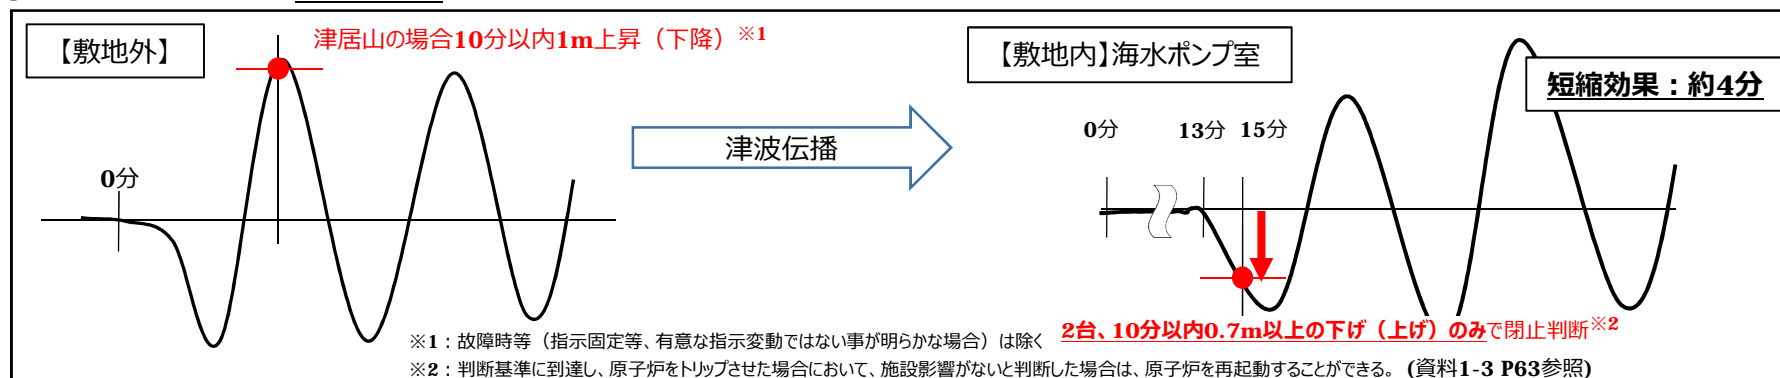 【敷地外】
津居山の場合10分以内1m上昇（下降）※1
0分
津波伝播
【敷地内】海水ポンプ室
短縮効果：約4分
0分
13分
15分
2台、10分以内0.7m以上の下げ（上げ）のみで閉止判断※2
※1：故障時等（指示固定等、有意な指示変動ではない事が明らかな場合）は除く
※2：判断基準に到達し、原子炉をトリップさせた場合において、施設影響がないと判断した場合は、原子炉を再起動することができる。(資料1-3 P63参照)